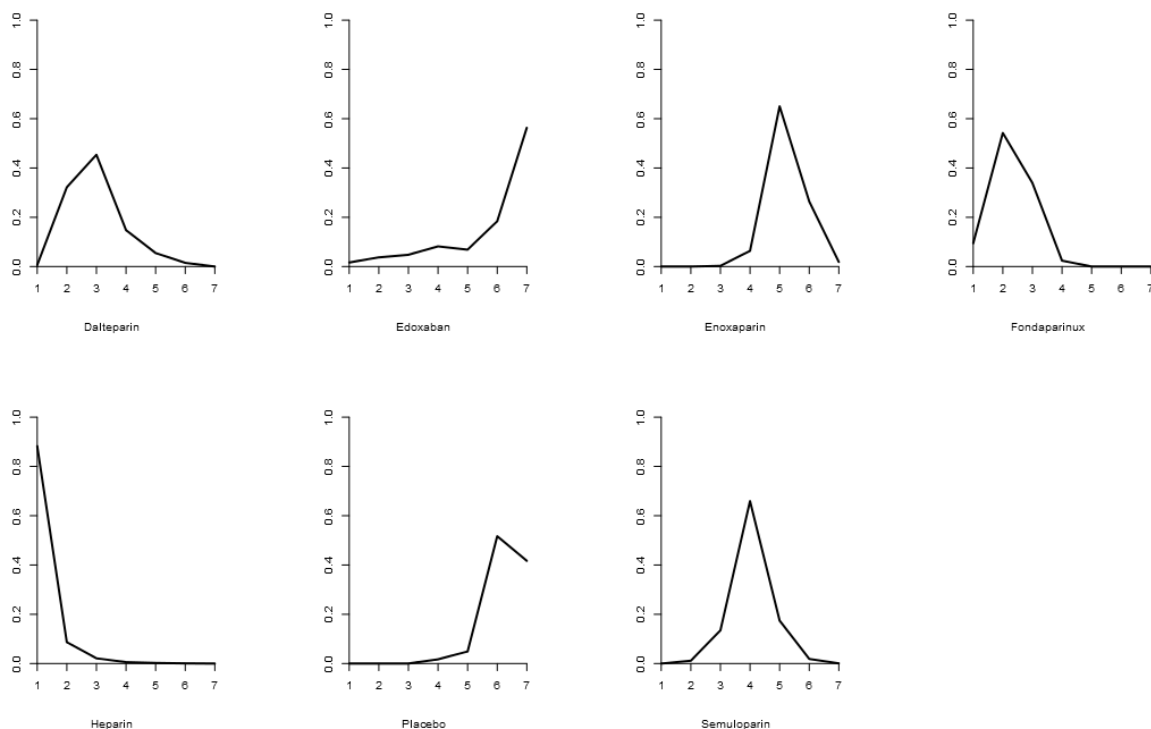 1.0 1.0 1.0 1.0
0.8 0.8 0.8 0.8
0.6 0.6 0.6 0.6
0.4 0.4 0.4 0.4
0.2 0.2 0.2 0.2
0.0 0.0 0.0 0.0
1 2 3 4 5 6 7 1 2 3 4 5 6 7 1 2 3 4 5 6 7 1 2 3 4 5 6 7
Dalteparin Edoxaban Enoxaparin Fondaparinux
1.0 1.0 1.0
0.8 0.8 0.8
0.6 0.6 0.6
0.4 0.4 0.4
0.2 0.2 0.2
0.0 0.0 0.0
1 2 3 4 5 6 7 1 2 3 4 5 6 7 1 2 3 4 5 6 7
Heparin Placebo Semuloparin